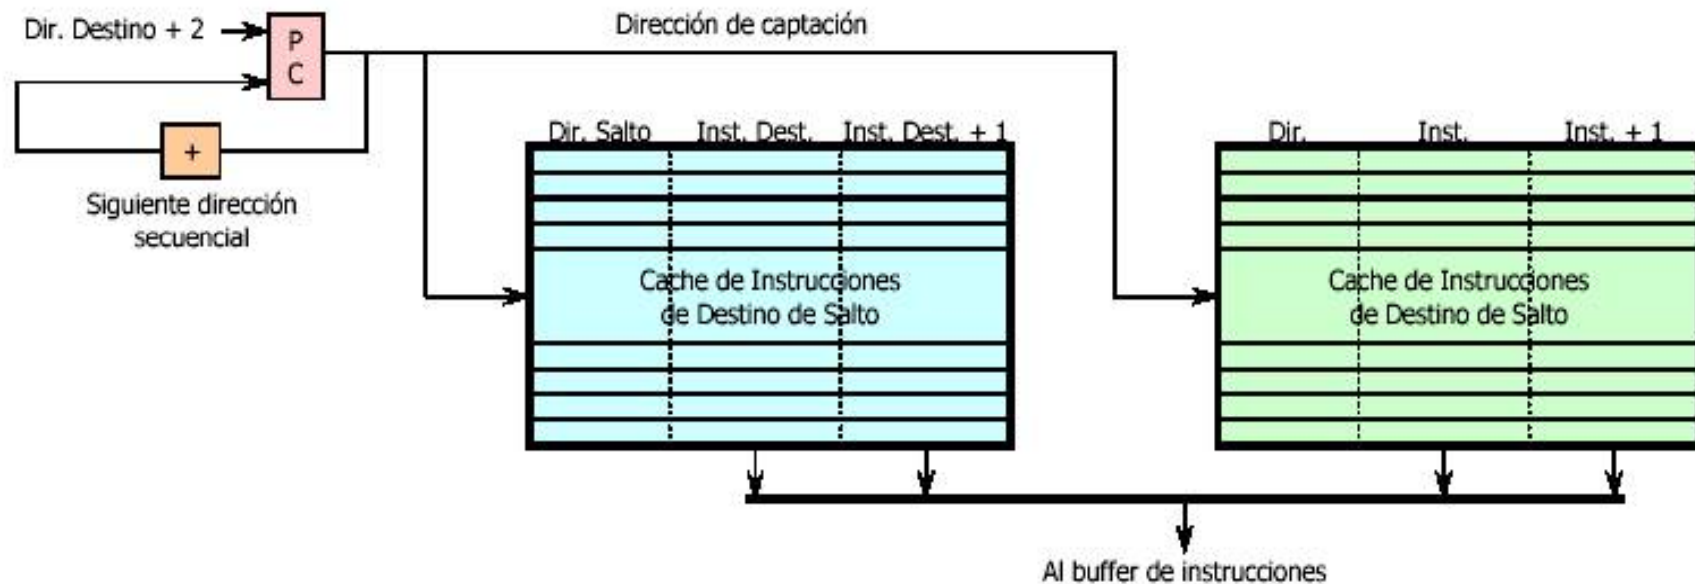 Dir. Destino + 2
P
C
Dirección de captación
+
Siguiente dirección
secuencial
Dir. Salto Inst. Dest. Inst. Dest. + 1
Cache de Instrucciones
de Destino de Salto
Dir. Inst. Inst. + 1
Cache de Instrucciones
de Destino de Salto
Al buffer de instrucciones